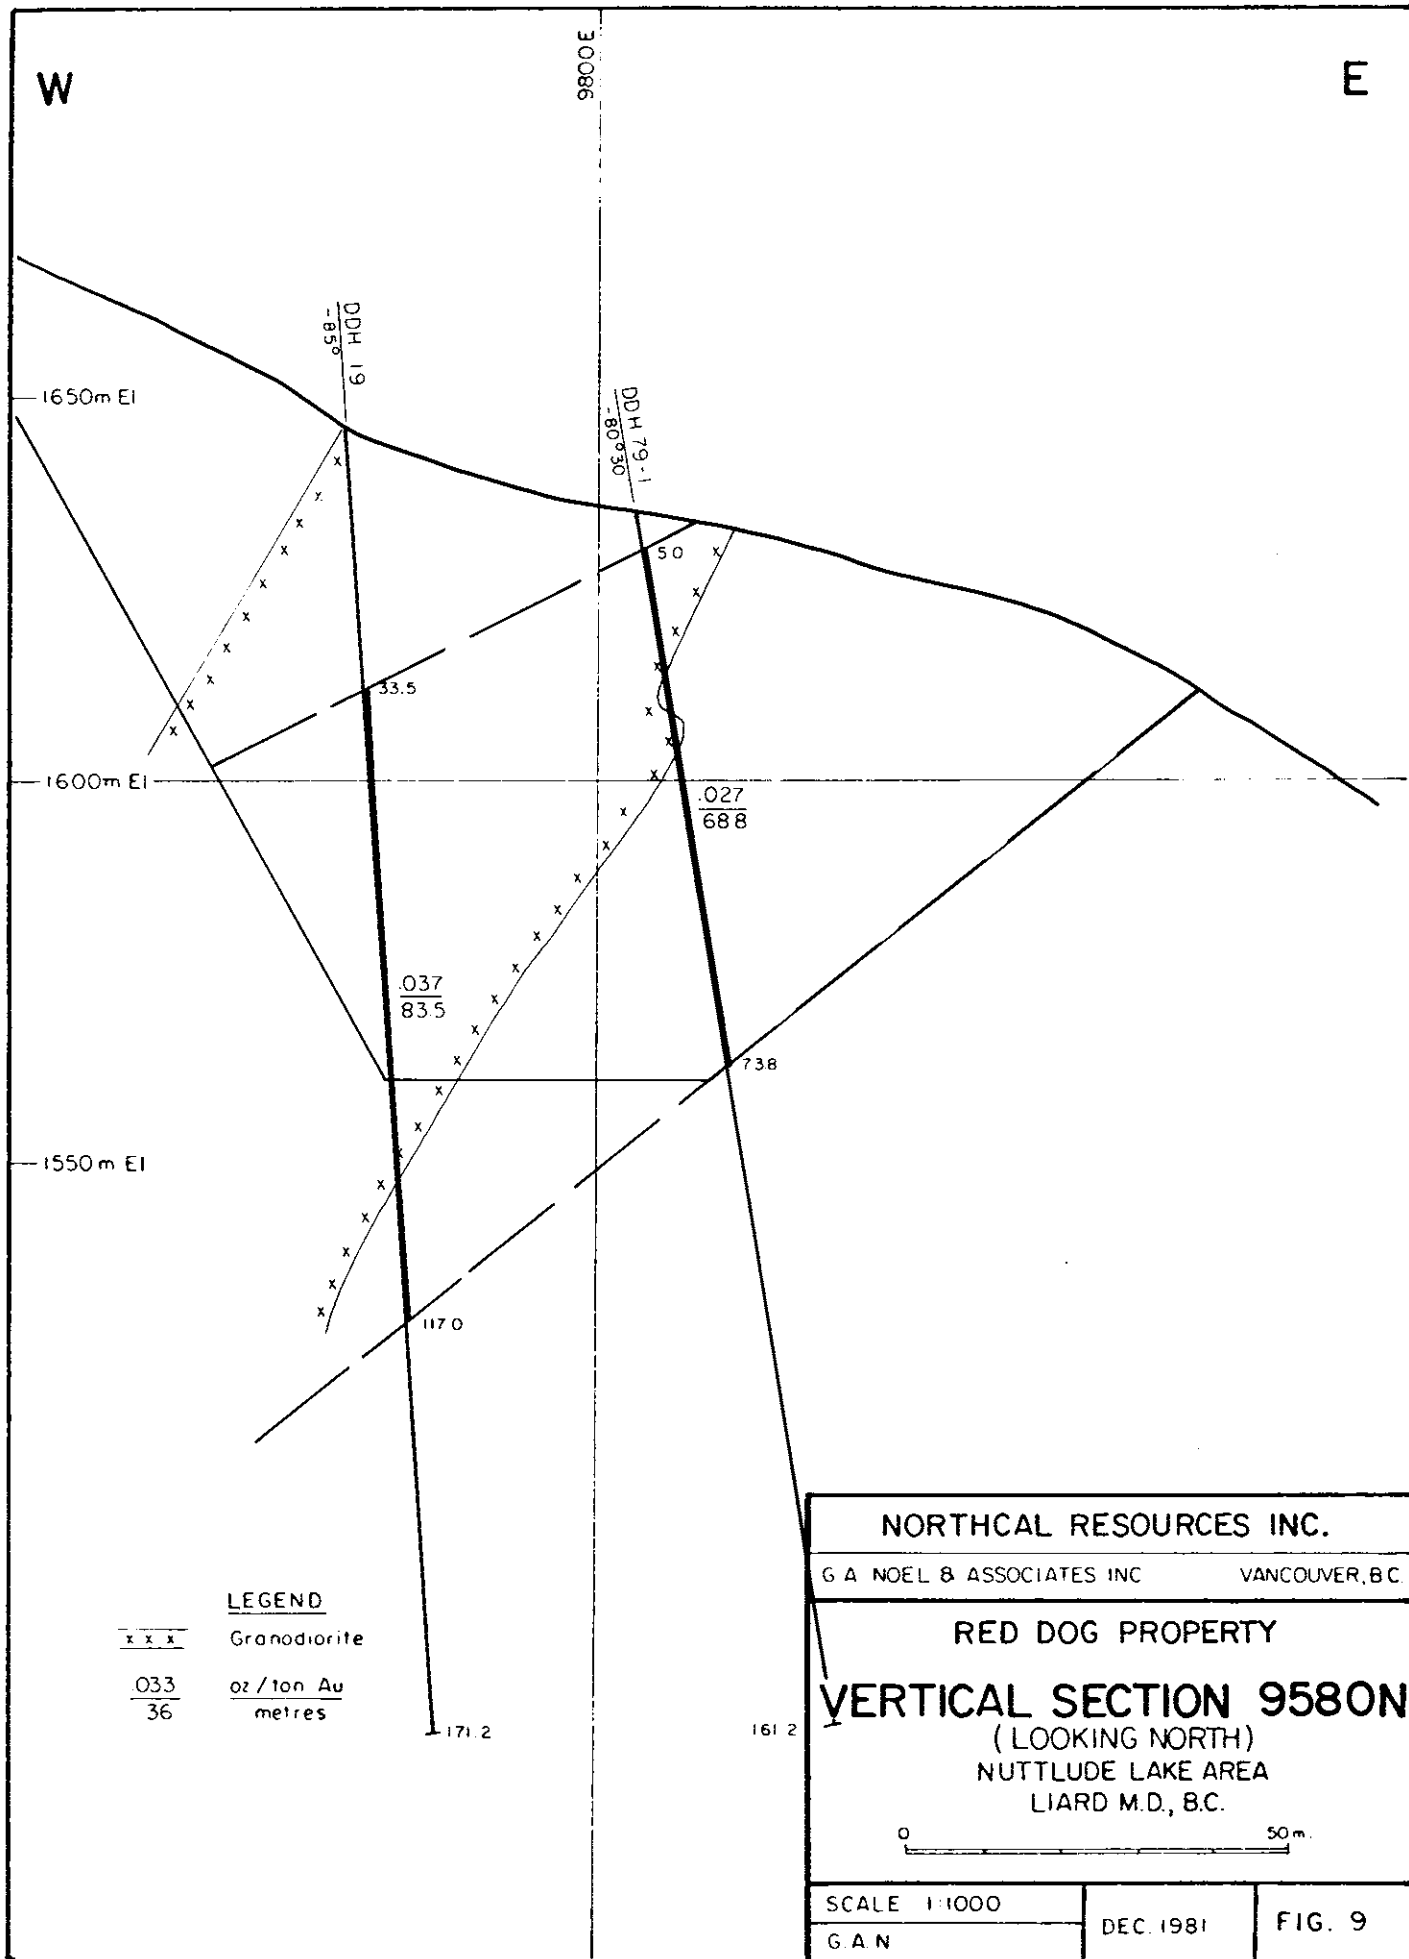 W
9800E
E
DDH 19
-85°
DDH 79-1
-80°30
1650m El
50
33.5
1600m El
.027
68 8
.037
83.5
73.8
1550m El
117 0
171.2
161 2
LEGEND
x x x Granodiorite
.033 oz/ton Au
36 metres
NORTHCAL RESOURCES INC.
G A NOEL & ASSOCIATES INC VANCOUVER, B C.
RED DOG PROPERTY
VERTICAL SECTION 9580N
(LOOKING NORTH)
NUTTLUDE LAKE AREA
LIARD M.D., B.C.
0 50 m.
SCALE 1:1000
G. A. N
DEC. 1981
FIG. 9